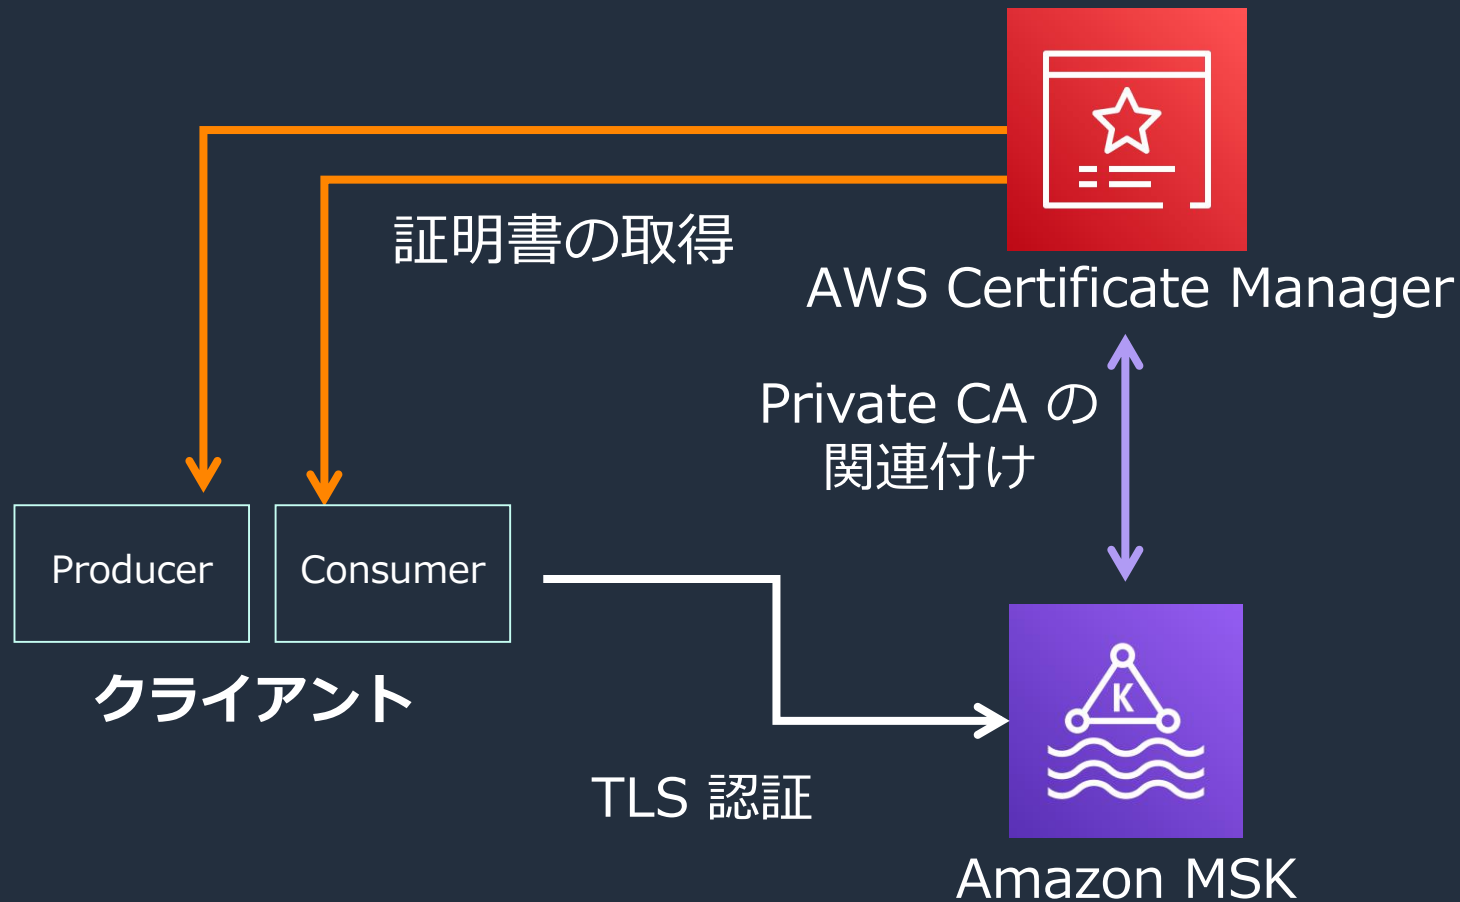 証明書の取得
AWS Certificate Manager
Private CA の
関連付け
Producer
Consumer
クライアント
K
TLS 認証
Amazon MSK